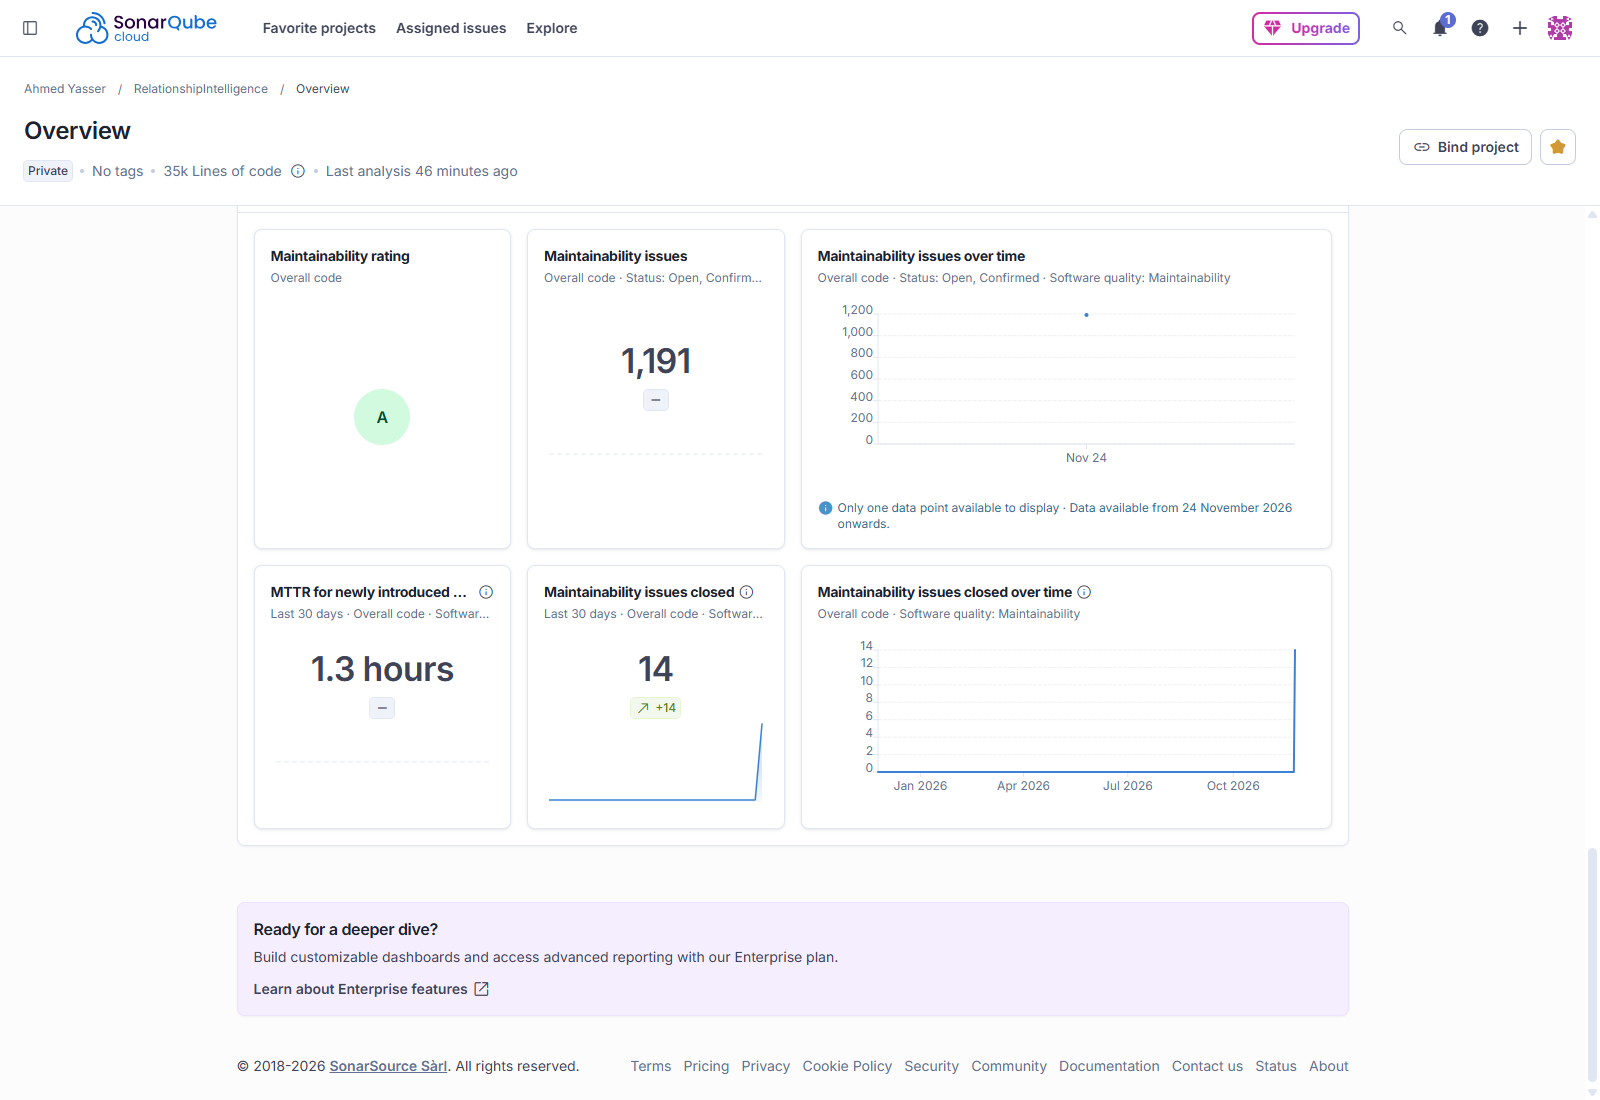 SonarQube cloud
Favorite projects
Assigned issues
Explore
Upgrade
1
Ahmed Yasser / RelationshipIntelligence / Overview
Overview
Bind project
Private • No tags • 35k Lines of code • Last analysis 46 minutes ago
Maintainability rating
Overall code
A
Maintainability issues
Overall code · Status: Open, Confirm...
1,191
Maintainability issues over time
Overall code · Status: Open, Confirmed · Software quality: Maintainability
1,200
1,000
800
600
400
200
0
Nov 24
Only one data point available to display · Data available from 24 November 2026
onwards.
MTTR for newly introduced ...
Last 30 days · Overall code · Softwar...
1.3 hours
Maintainability issues closed
Last 30 days · Overall code · Softwar...
14
+14
Maintainability issues closed over time
Overall code · Software quality: Maintainability
14
12
10
8
6
4
2
0
Jan 2026
Apr 2026
Jul 2026
Oct 2026
Ready for a deeper dive?
Build customizable dashboards and access advanced reporting with our Enterprise plan.
Learn about Enterprise features
© 2018-2026 SonarSource Sàrl. All rights reserved.
Terms Pricing Privacy Cookie Policy Security Community Documentation Contact us Status About